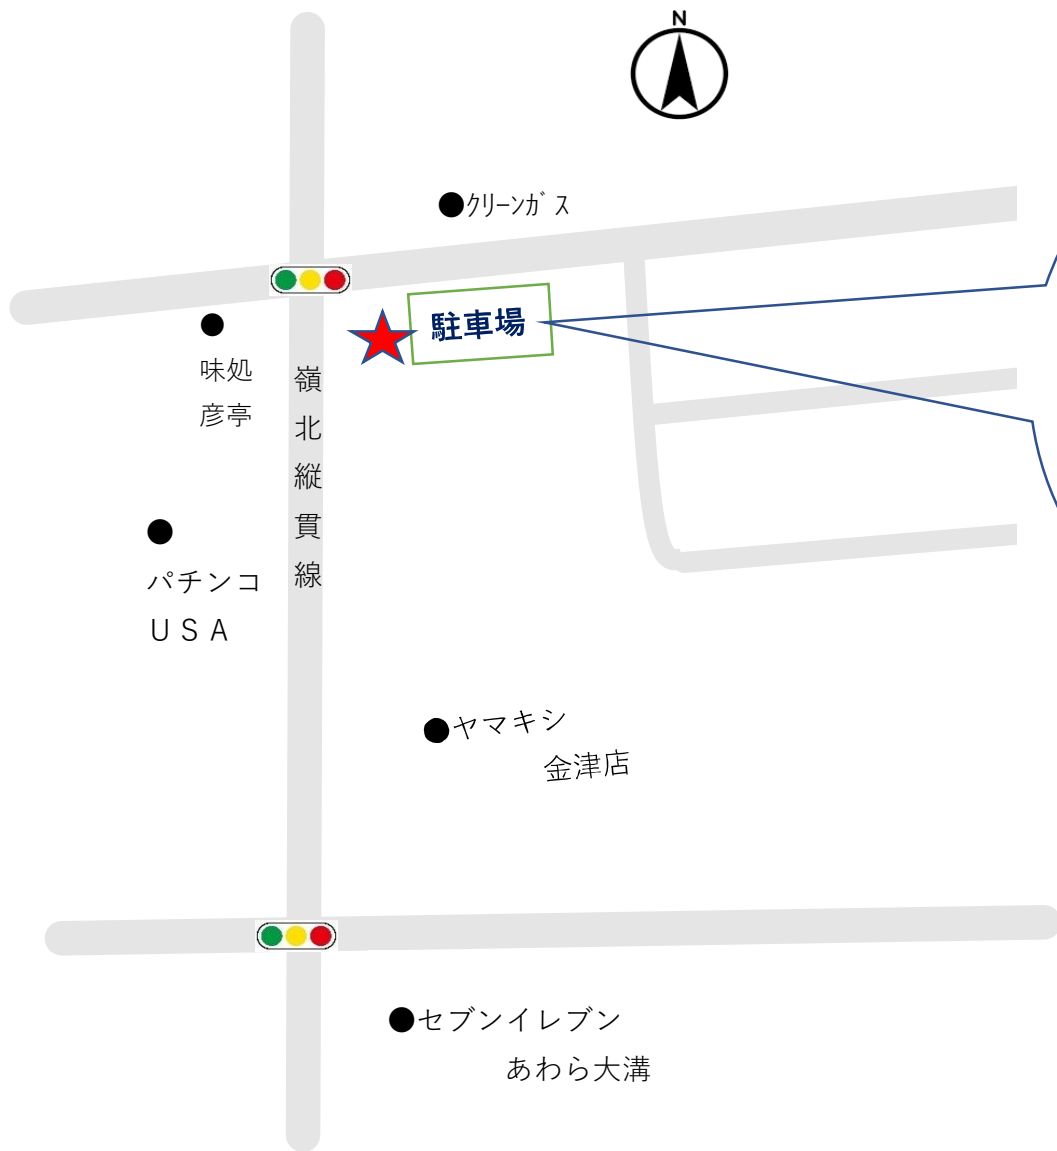 N
●クリーンガス
駐車場
味処
彦亭
嶺北縦貫線
パチンコ
ＵＳＡ
●ヤマキシ
金津店
●セブンイレブン
あわら大溝